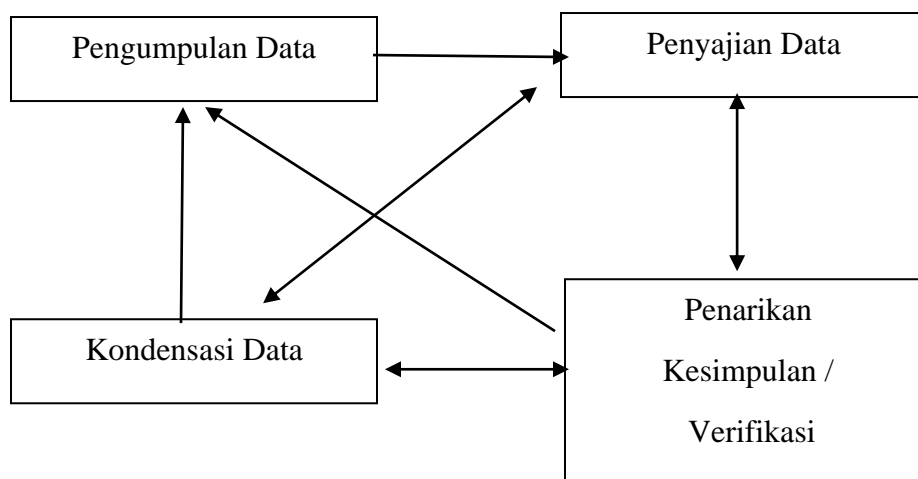 Pengumpulan Data
Penyajian Data
Kondensasi Data
Penarikan
Kesimpulan /
Verifikasi